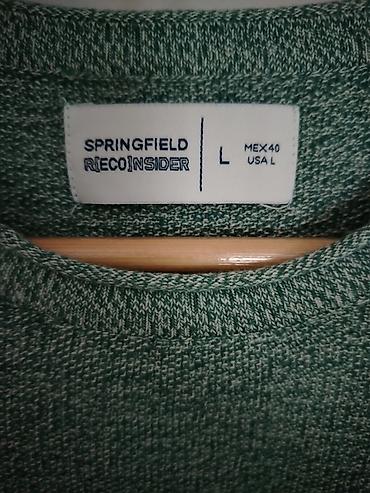 SPRINGFIELD
R[ECO]NSIDER
L
MEX40
USA L